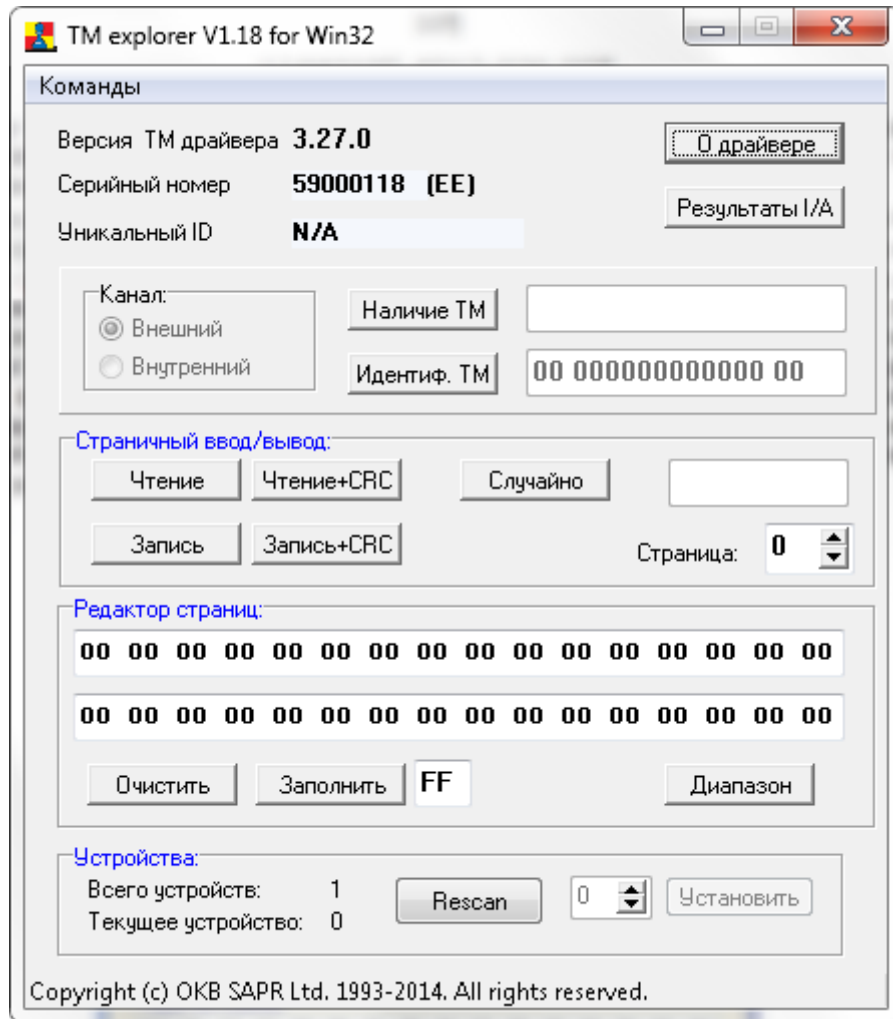 TM explorer V1.18 for Win32
Команды
Версия ТМ драйвера 3.27.0
О драйвере
Серийный номер 59000118 (EE)
Результаты I/A
Уникальный ID N/A
Канал:
Внешний
Внутренний
Наличие ТМ
Идентиф. ТМ 00 000000000000 00
Страничный ввод/вывод:
Чтение Чтение+CRC Случайно
Запись Запись+CRC Страница: 0
Редактор страниц:
00 00 00 00 00 00 00 00 00 00 00 00 00 00 00 00
00 00 00 00 00 00 00 00 00 00 00 00 00 00 00 00
Очистить Заполнить FF Диапазон
Устройства:
Всего устройств: 1
Текущее устройство: 0
Rescan 0 Установить
Copyright (c) OKB SAPR Ltd. 1993-2014. All rights reserved.